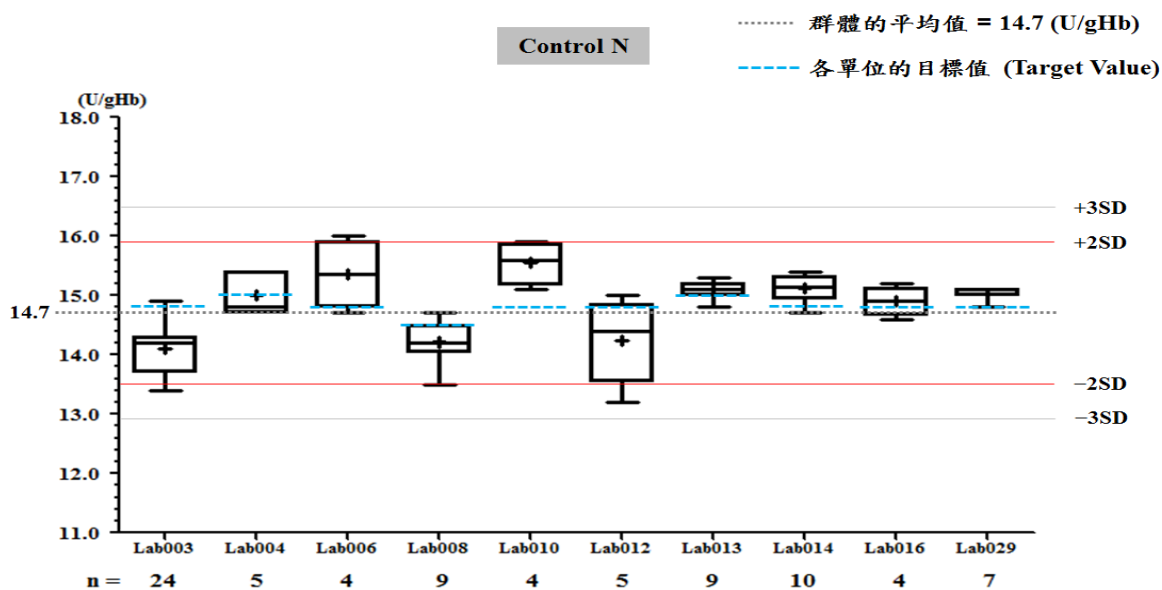 群體的平均值 = 14.7 (U/gHb)
Control N
各單位的目標值 (Target Value)
(U/gHb)
18.0
17.0
+3SD
16.0
+2SD
15.0
14.7
14.0
−2SD
13.0
−3SD
12.0
11.0
Lab003 Lab004 Lab006 Lab008 Lab010 Lab012 Lab013 Lab014 Lab016 Lab029
n = 24 5 4 9 4 5 9 10 4 7